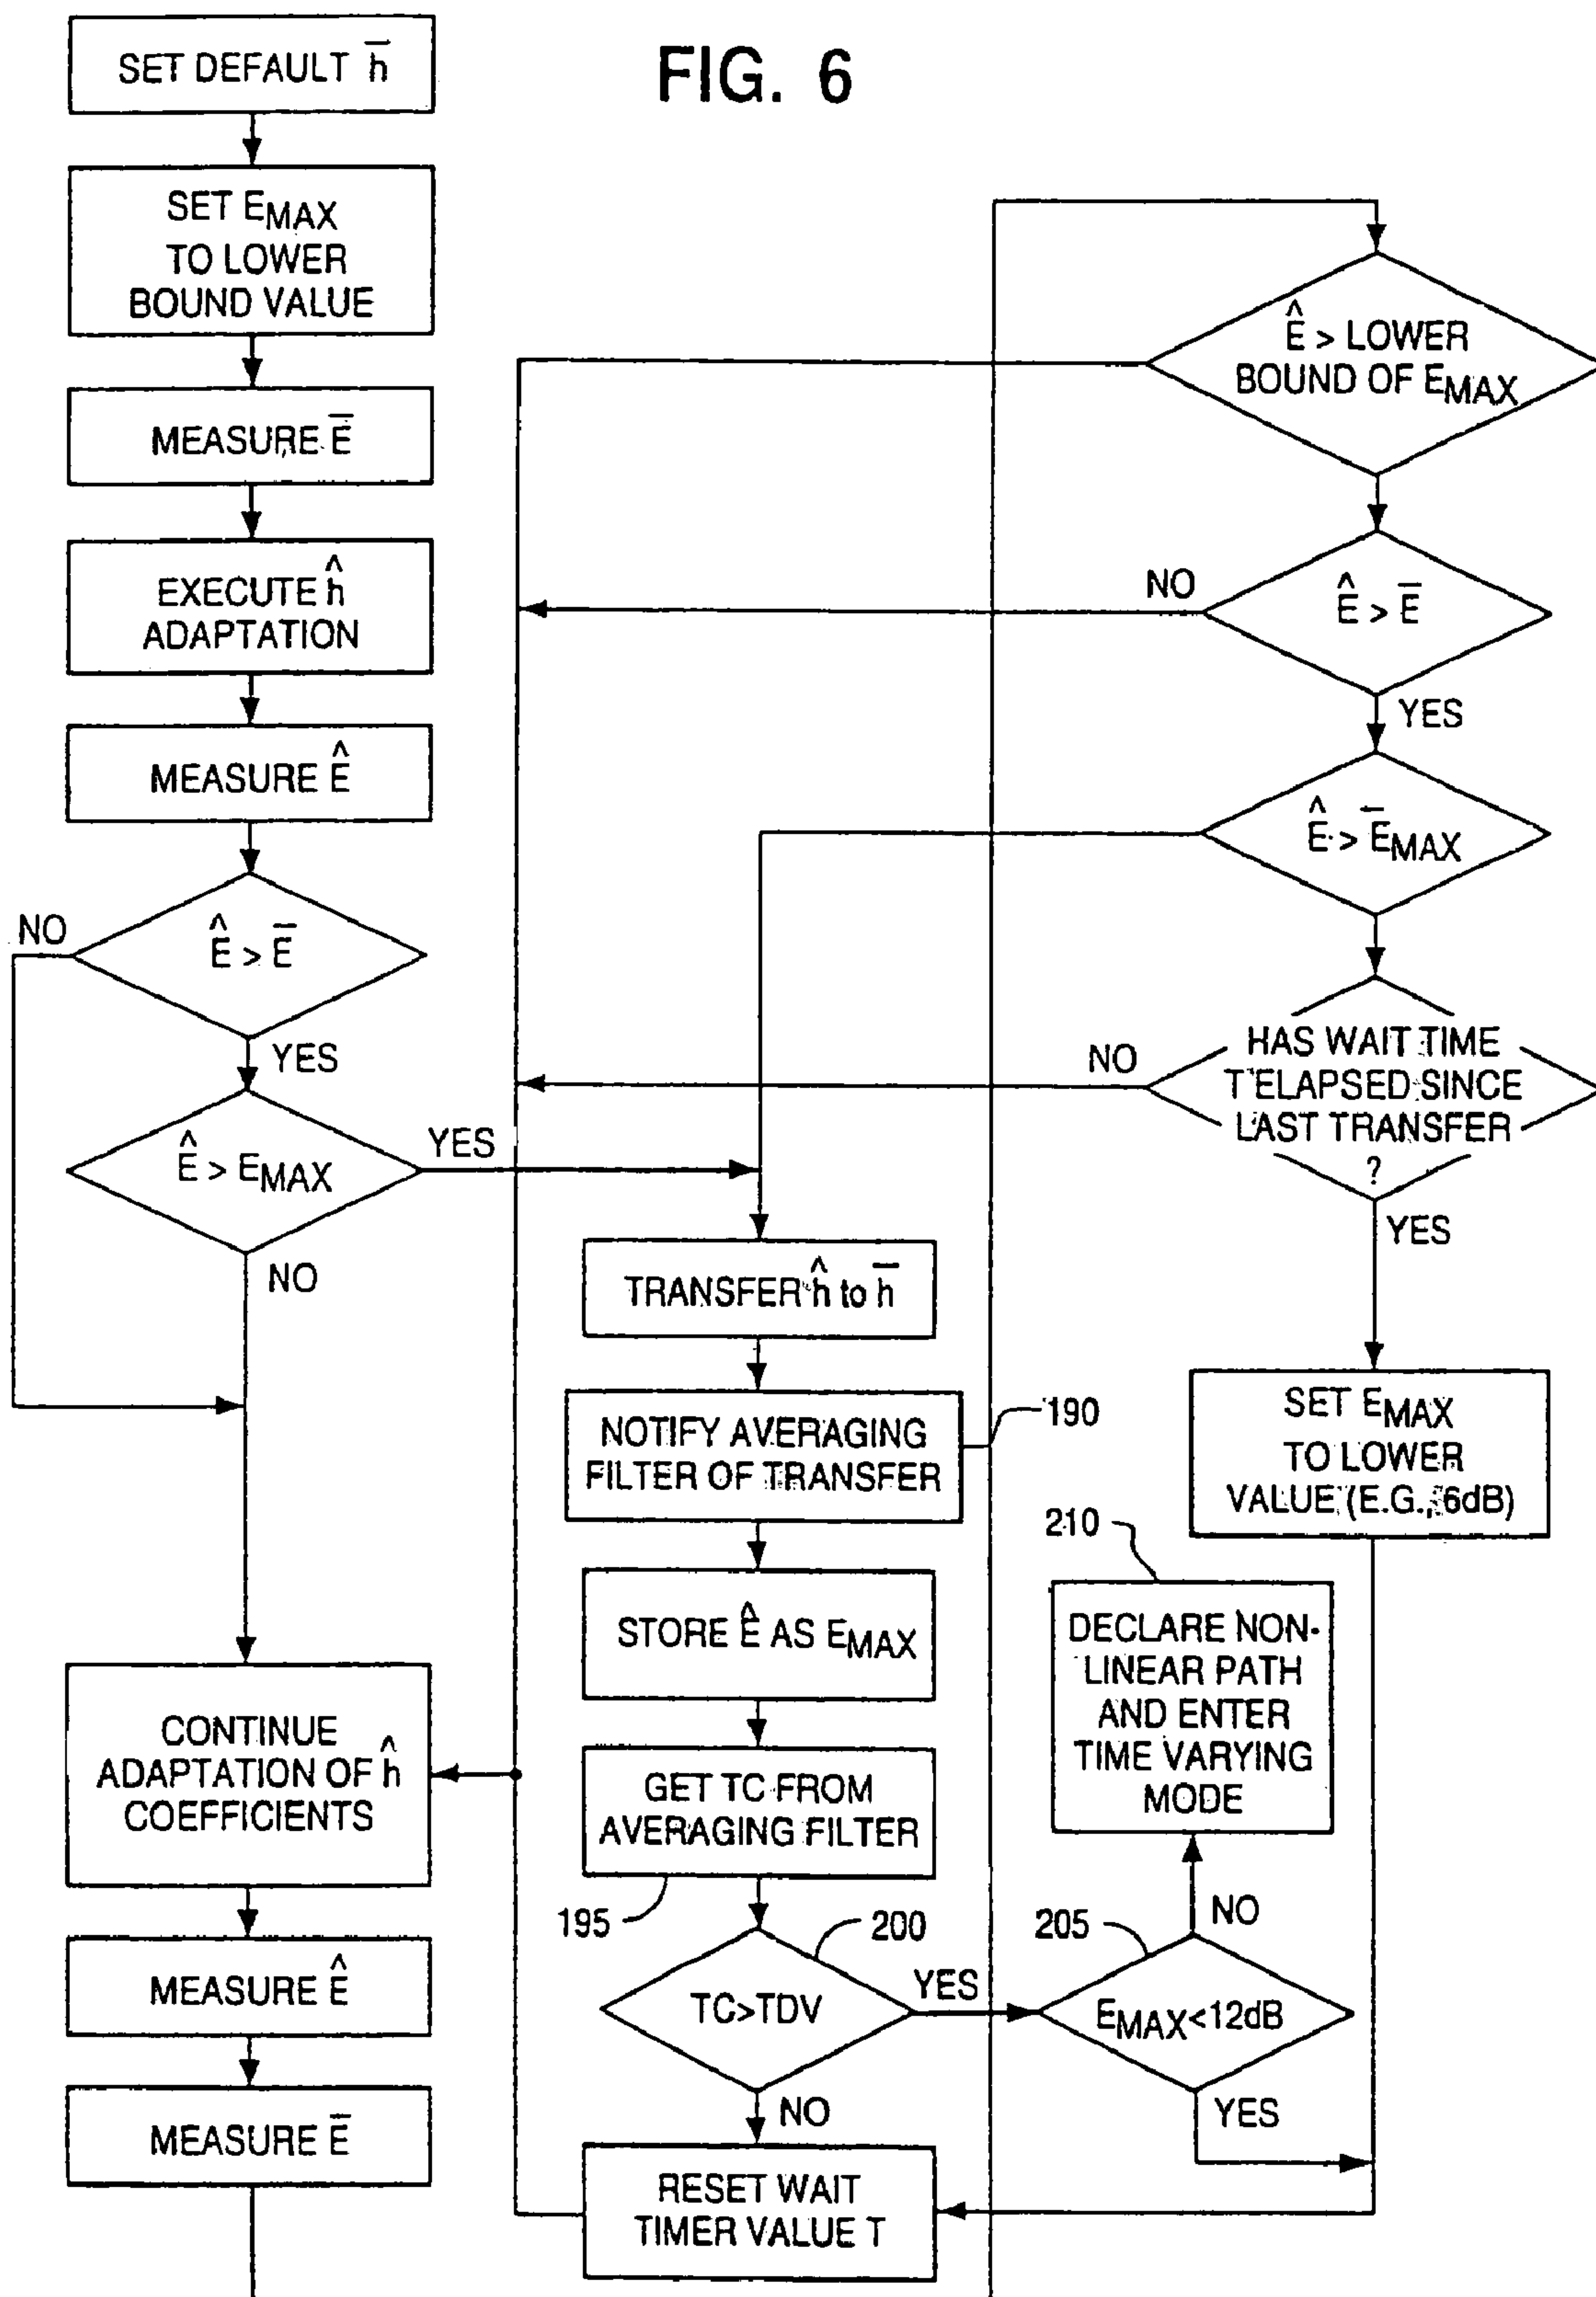 FIG. 6
SET DEFAULT h̅
SET EMAX
TO LOWER
BOUND VALUE
MEASURE E̅
EXECUTE ĥ
ADAPTATION
MEASURE Ê
Ê > E̅
NO
YES
Ê > EMAX
YES
NO
CONTINUE
ADAPTATION OF ĥ
COEFFICIENTS
MEASURE Ê
MEASURE E̅
TRANSFER ĥ to h̅
NOTIFY AVERAGING
FILTER OF TRANSFER
190
STORE Ê AS EMAX
GET TC FROM
AVERAGING FILTER
195
TC>TDV
200
YES
NO
RESET WAIT
TIMER VALUE T
Ê > LOWER
BOUND OF EMAX
Ê > E̅
NO
YES
Ê > E̅MAX
HAS WAIT TIME
T ELAPSED SINCE
LAST TRANSFER
?
NO
YES
SET EMAX
TO LOWER
VALUE (E.G., 6dB)
210
DECLARE NON-
LINEAR PATH
AND ENTER
TIME VARYING
MODE
NO
205
EMAX<12dB
YES